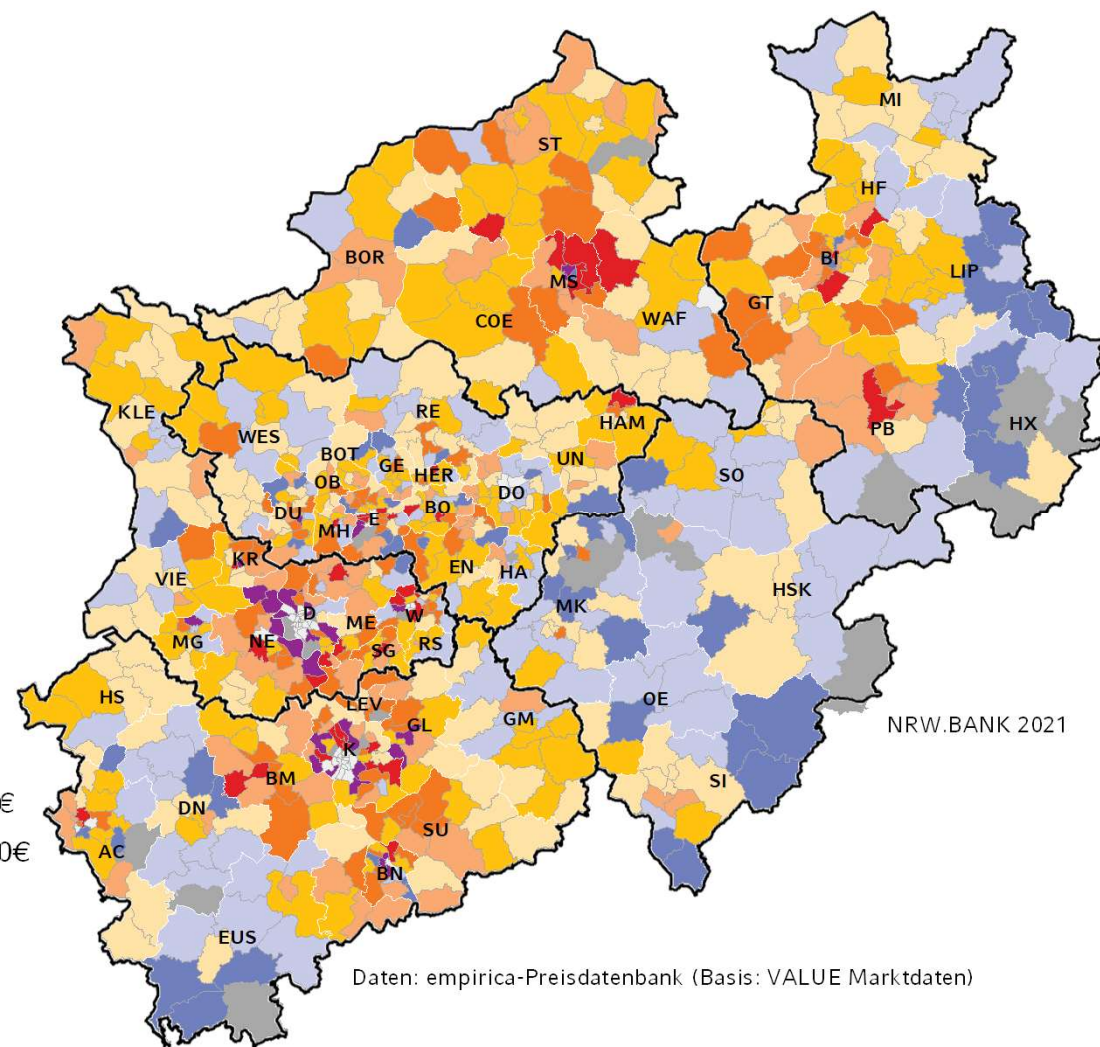 MI
ST
HF
BOR
BI
LIP
MS
GT
COE
WAF
KLE
RE
HAM
PB
HX
WES
BOT
GE
HER
UN
SO
OB
DO
DU
E
BO
MH
KR
EN
HA
VIE
HSK
D
MK
W
ME
MG
NE
SG
RS
HS
LEV
OE
GL
GM
NRW.BANK 2021
K
BM
SI
DN
€
SU
0€
AC
BN
EUS
Daten: empirica-Preisdatenbank (Basis: VALUE Marktdaten)